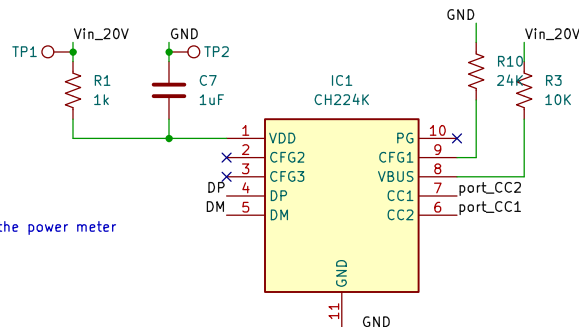 GND
Vin_20V
GND
Vin_20V
TP1
TP2
R10
24K
R1
1k
C7
1uF
IC1
CH224K
R3
10K
1
VDD
PG
10
2
CFG2
CFG1
9
3
CFG3
VBUS
8
DP
4
DP
CC1
7
port_CC2
DM
5
DM
CC2
6
port_CC1
the power meter
GND
11
GND